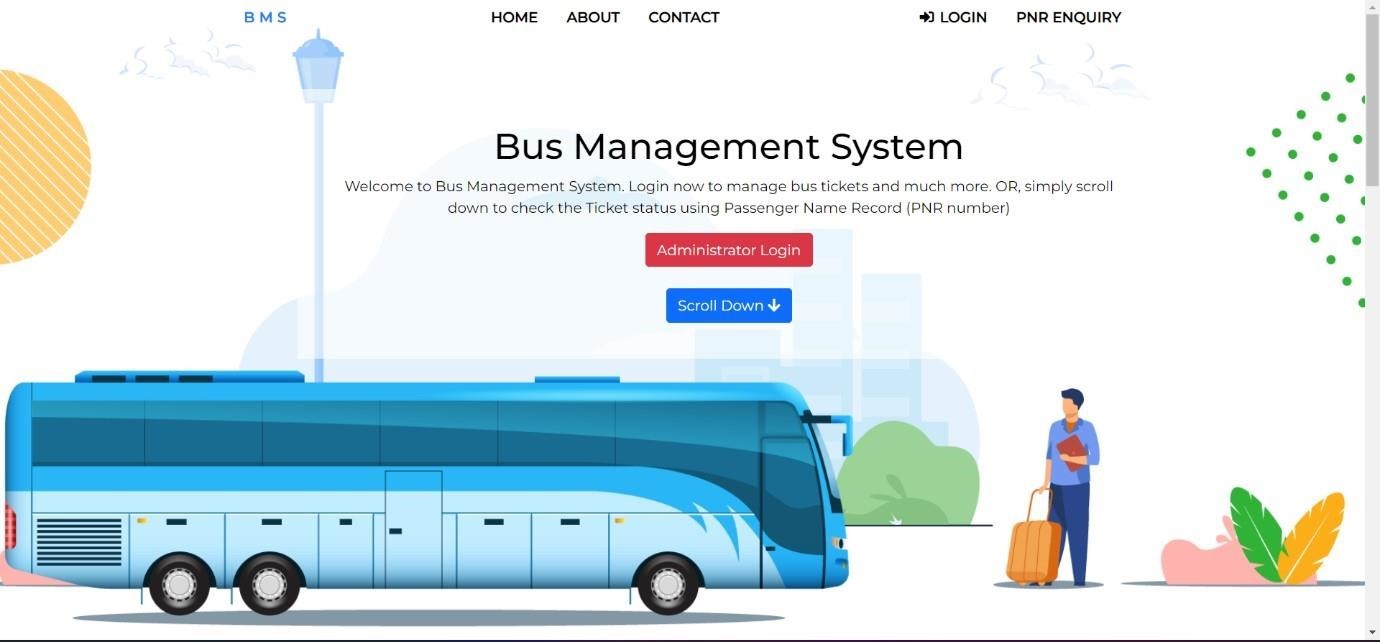 BMS
HOME ABOUT CONTACT
LOGIN PNR ENQUIRY
Bus Management System
Welcome to Bus Management System. Login now to manage bus tickets and much more. OR, simply scroll
down to check the Ticket status using Passenger Name Record (PNR number)
Administrator Login
Scroll Down